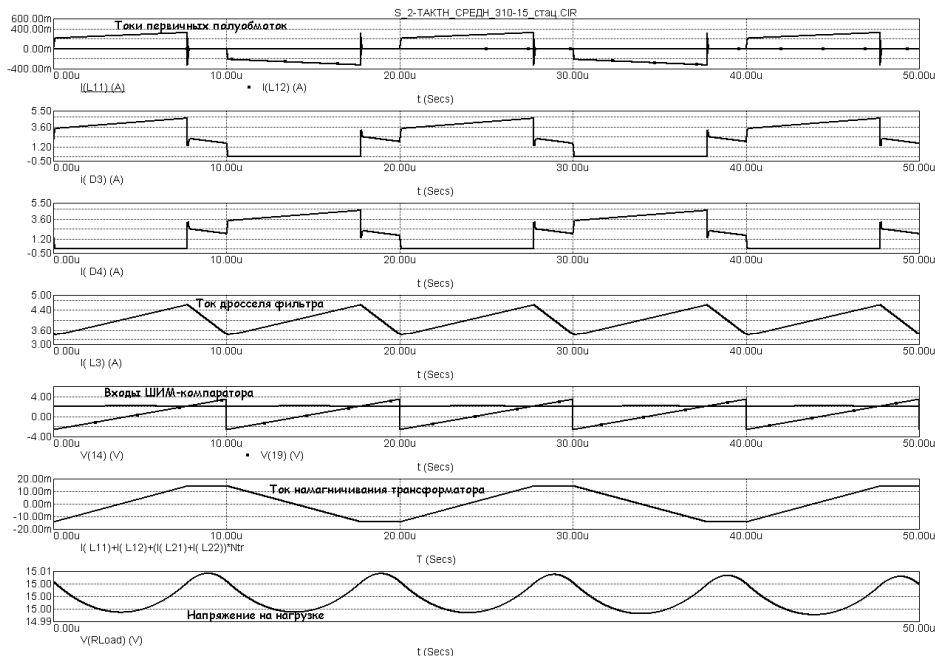 S_2-ТАКТН_СРЕДН_310-15_стац.CIR
Токи первичных полуобмоток
600.00m
0.00m
-400.00m
0.00u 10.00u 20.00u 30.00u 40.00u 50.00u
I(L11) (A) I(L12) (A)
t (Secs)
5.50
3.60
1.20
-0.50
0.00u 10.00u 20.00u 30.00u 40.00u 50.00u
i( D3) (A)
t (Secs)
5.50
3.60
1.20
-0.50
0.00u 10.00u 20.00u 30.00u 40.00u 50.00u
I( D4) (A)
t (Secs)
Ток дросселя фильтра
5.00
4.40
3.60
3.00
0.00u 10.00u 20.00u 30.00u 40.00u 50.00u
I( L3) (A)
t (Secs)
Входы ШИМ-компаратора
4.00
0.00
-4.00
0.00u 10.00u 20.00u 30.00u 40.00u 50.00u
V(14) (V) V(19) (V)
t (Secs)
Ток намагничивания трансформатора
20.00m
10.00m
0.00m
-10.00m
-20.00m
0.00u 10.00u 20.00u 30.00u 40.00u 50.00u
I( L11)+I( L12)+(I( L21)+I( L22))*Ntr
T (Secs)
15.01
15.00
15.00
14.99
Напряжение на нагрузке
0.00u 50.00u
V(RLoad) (V)
t (Secs)